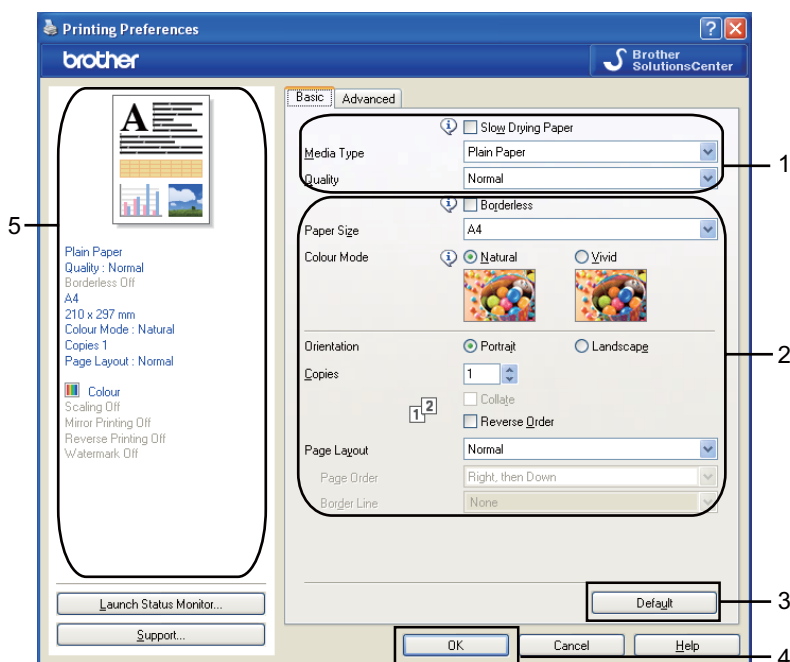 Printing Preferences
brother
Brother
SolutionsCenter
Basic Advanced
A
Slow Drying Paper
Media Type Plain Paper
Quality Normal
1
Borderless
Paper Size A4
Colour Mode Natural Vivid
Orientation Portrait Landscape
Copies 1
Collate
1 2
Reverse Order
Page Layout Normal
Page Order Right, then Down
Border Line None
2
5
Plain Paper
Quality : Normal
Borderless Off
A4
210 x 297 mm
Colour Mode : Natural
Copies 1
Page Layout : Normal
Colour
Scaling Off
Mirror Printing Off
Reverse Printing Off
Watermark Off
Launch Status Monitor...
Support...
Default
3
OK Cancel Help
4